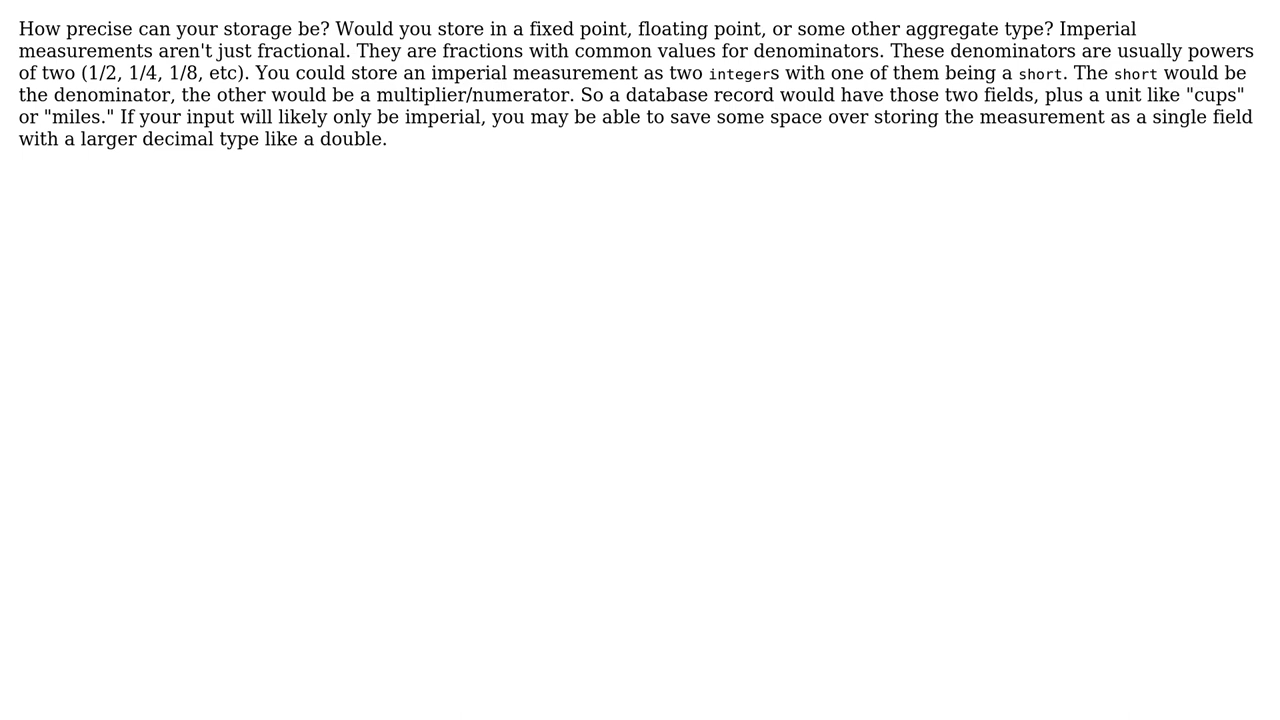 How precise can your storage be? Would you store in a fixed point, floating point, or some other aggregate type? Imperial
measurements aren't just fractional. They are fractions with common values for denominators. These denominators are usually powers
of two (1/2, 1/4, 1/8, etc). You could store an imperial measurement as two integers with one of them being a short. The short would be
the denominator, the other would be a multiplier/numerator. So a database record would have those two fields, plus a unit like "cups"
or "miles." If your input will likely only be imperial, you may be able to save some space over storing the measurement as a single field
with a larger decimal type like a double.